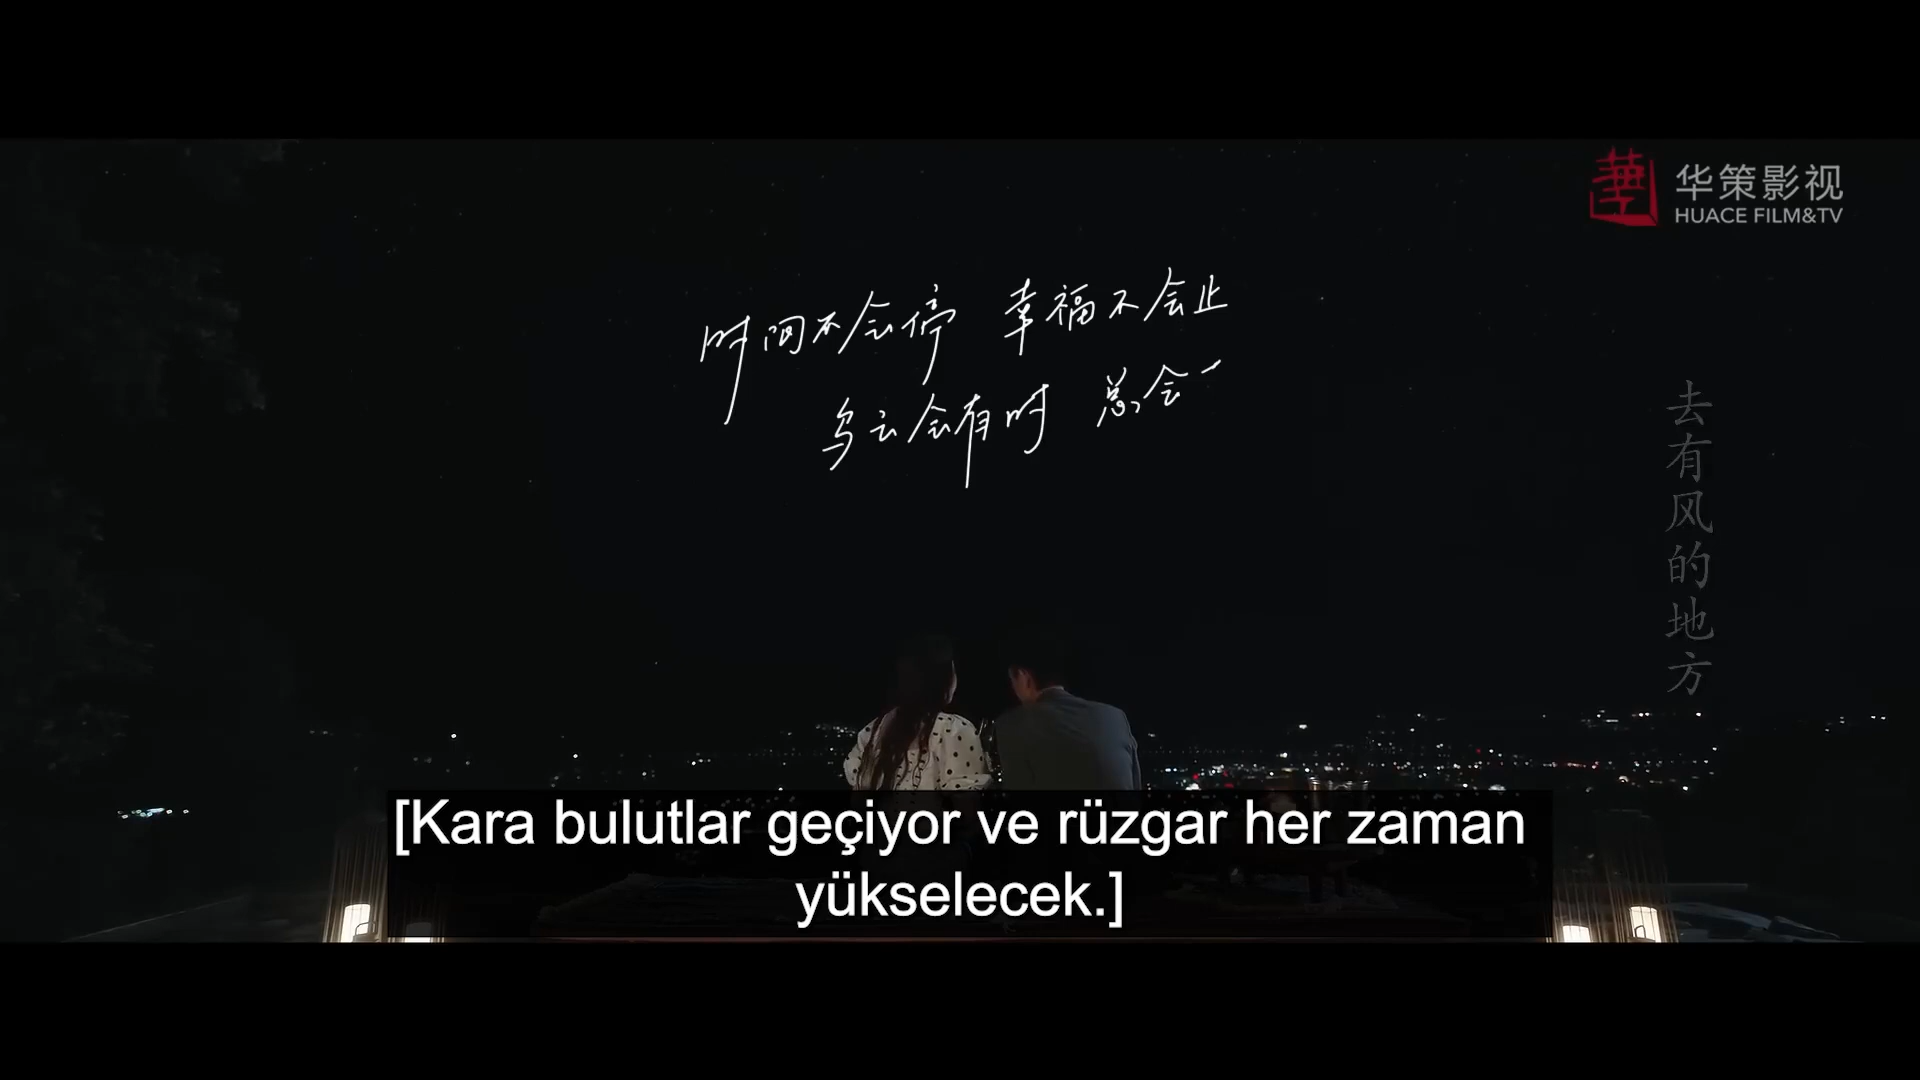 华策影视
HUACE FILM&TV
时间不会停 幸福不会止
乌云会有时 总会
去有风的地方
[Kara bulutlar geçiyor ve rüzgar her zaman
yükselecek.]